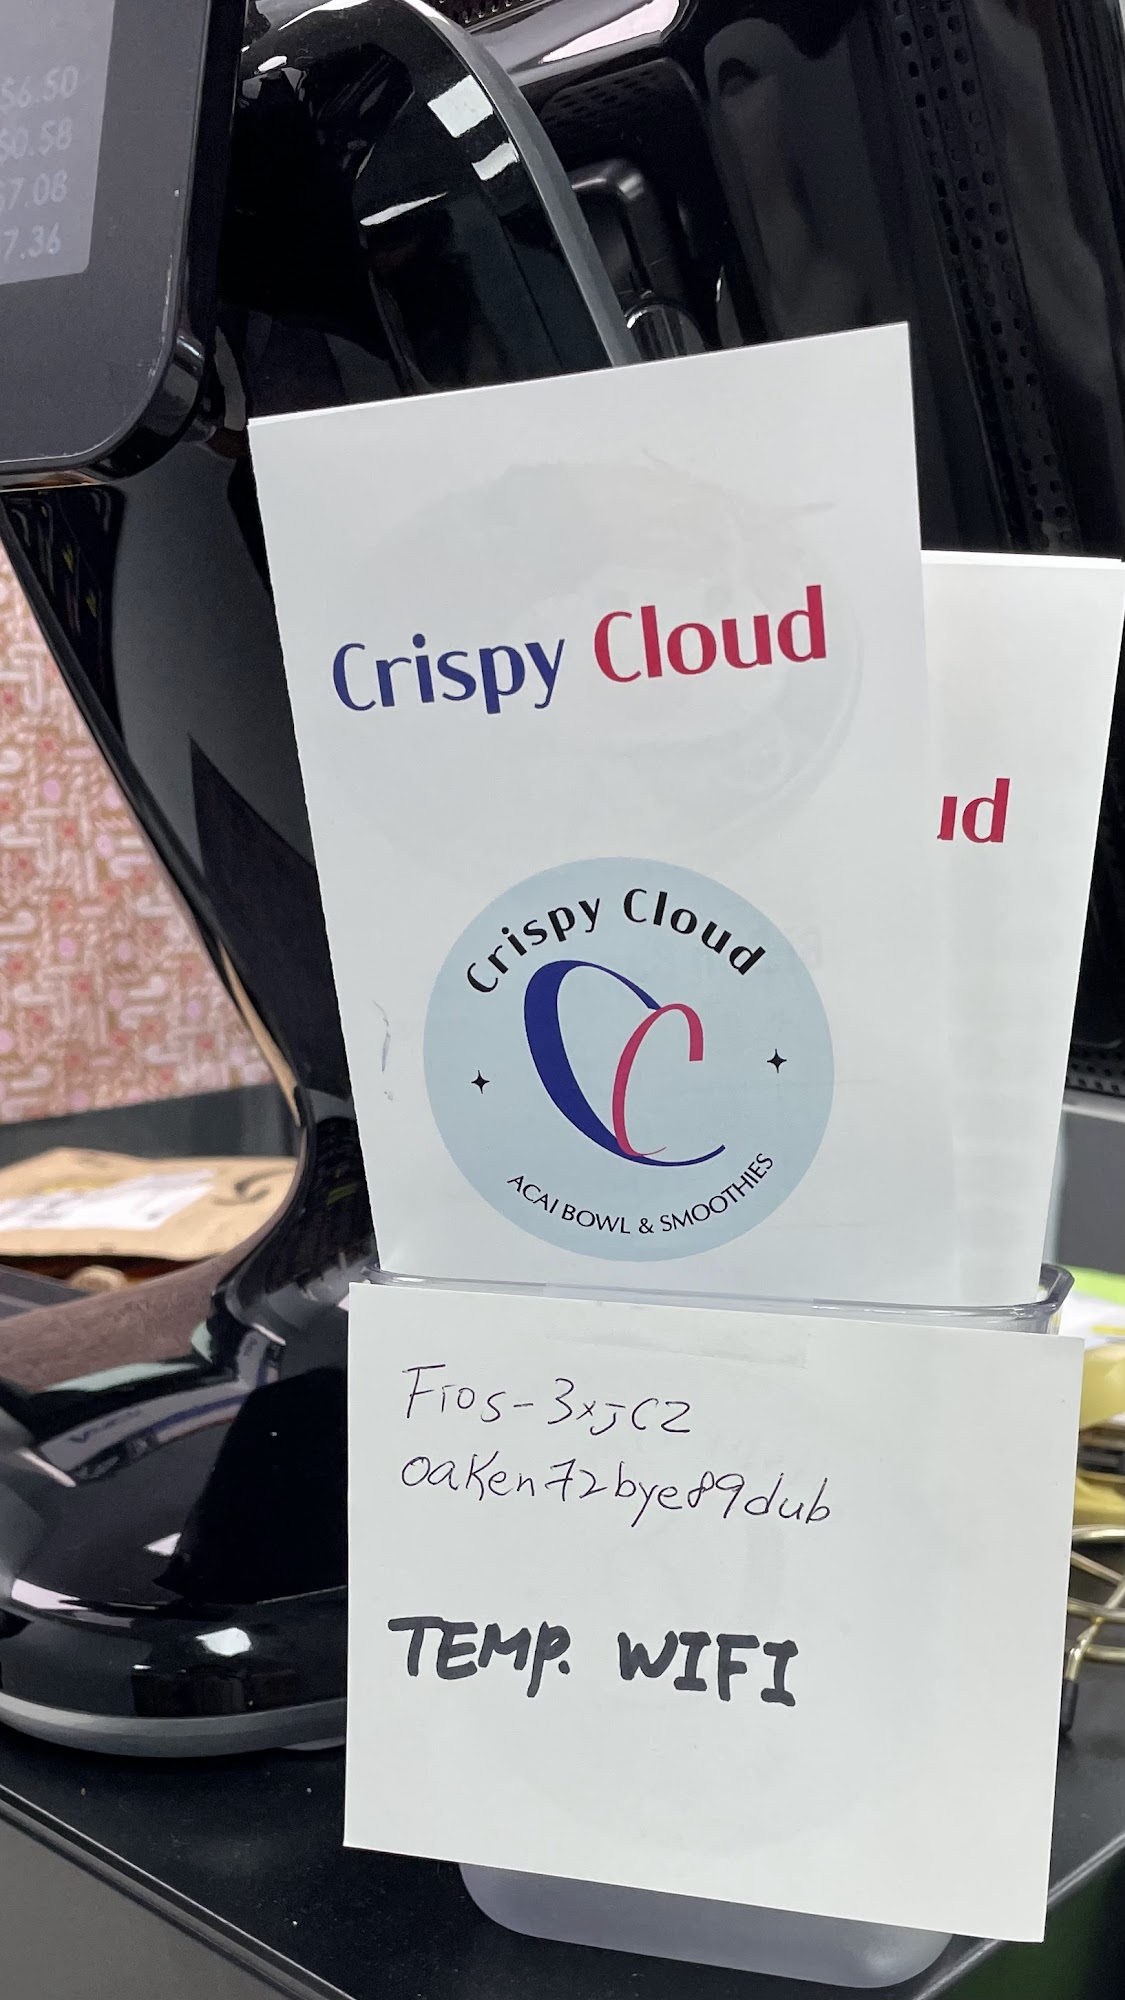 $6.50
$0.58
$7.08
7.36
Crispy Cloud
ud
Crispy Cloud
CC
ACAI BOWL & SMOOTHIES
Fios-3xjCZ
oaken72bye89dub
TEMP. WIFI